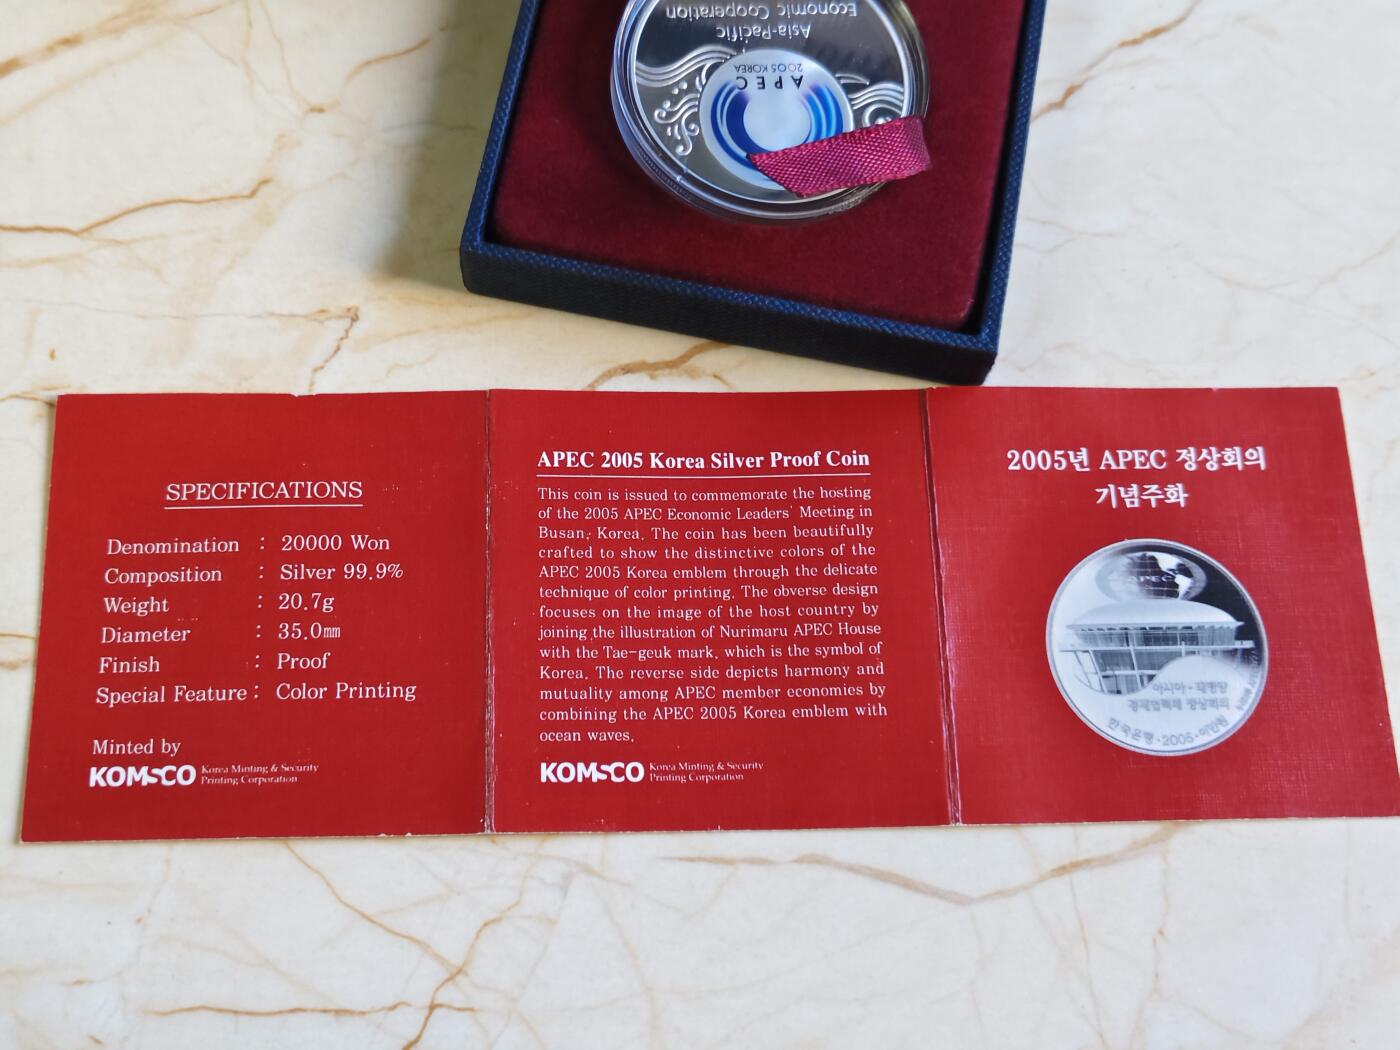 Asia-Pacific
Economic Cooperation
APEC
2005 KOREA
SPECIFICATIONS
Denomination : 20000 Won
Composition : Silver 99.9%
Weight : 20.7g
Diameter : 35.0㎜
Finish : Proof
Special Feature : Color Printing
Minted by
KOMSCO Korea Minting & Security
Printing Corporation
APEC 2005 Korea Silver Proof Coin
This coin is issued to commemorate the hosting
of the 2005 APEC Economic Leaders' Meeting in
Busan, Korea. The coin has been beautifully
crafted to show the distinctive colors of the
APEC 2005 Korea emblem through the delicate
technique of color printing. The obverse design
focuses on the image of the host country by
joining the illustration of Nurimaru APEC House
with the Tae-geuk mark, which is the symbol of
Korea. The reverse side depicts harmony and
mutuality among APEC member economies by
combining the APEC 2005 Korea emblem with
ocean waves.
KOMSCO Korea Minting & Security
Printing Corporation
2005년 APEC 정상회의
기념주화
APEC
아시아·태평양
경제협력체 정상회의
한국은행·2005·이만원